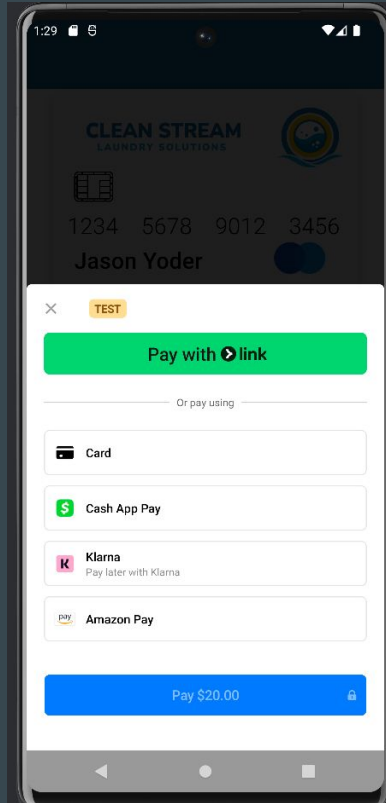 1:29
CLEAN STREAM
LAUNDRY SOLUTIONS
1234 5678 9012 3456
Jason Yoder
TEST
Pay with link
Or pay using
Card
Cash App Pay
K Klarna
Pay later with Klarna
pay Amazon Pay
Pay $20.00